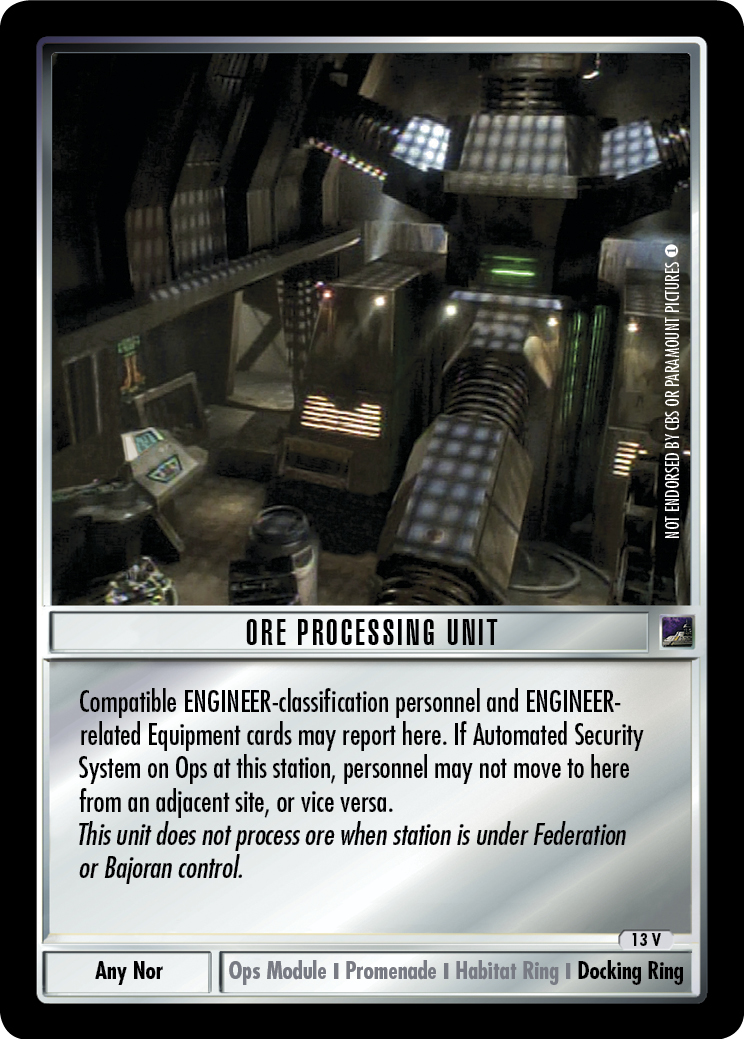 NOT ENDORSED BY CBS OR PARAMOUNT PICTURES 1
ORE PROCESSING UNIT
Compatible ENGINEER-classification personnel and ENGINEER-
related Equipment cards may report here. If Automated Security
System on Ops at this station, personnel may not move to here
from an adjacent site, or vice versa.
This unit does not process ore when station is under Federation
or Bajoran control.
13 V
Any Nor
Ops Module I Promenade I Habitat Ring I Docking Ring